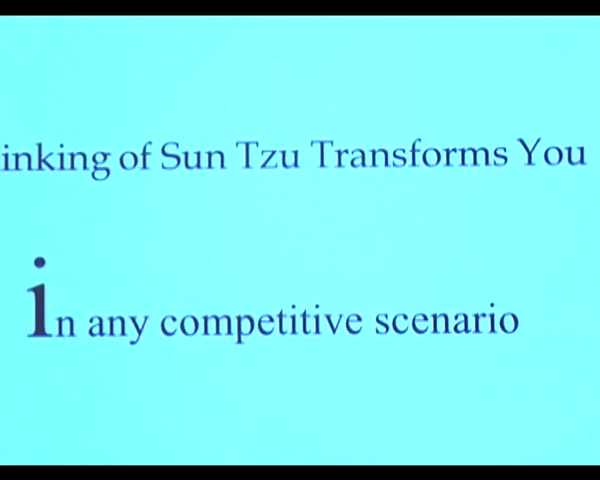 inking of Sun Tzu Transforms You
in any competitive scenario